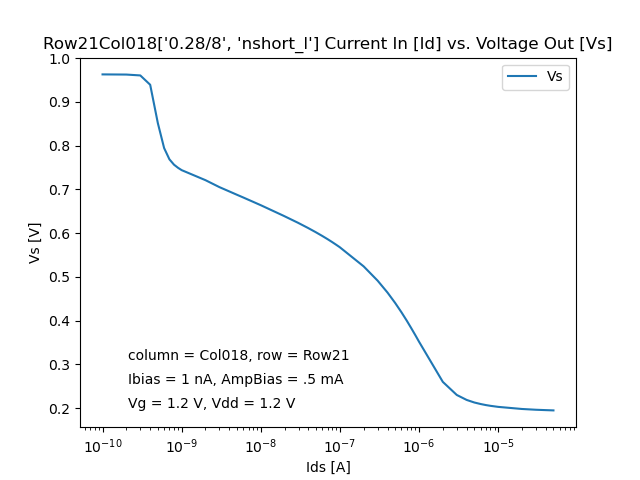 Row21Col018['0.28/8', 'nshort_l'] Current In [Id] vs. Voltage Out [Vs]
1.0
Vs
0.9
0.8
0.7
0.6
Vs [V]
0.5
0.4
0.3
column = Col018, row = Row21
Ibias = 1 nA, AmpBias = .5 mA
Vg = 1.2 V, Vdd = 1.2 V
0.2
10⁻¹⁰ 10⁻⁹ 10⁻⁸ 10⁻⁷ 10⁻⁶ 10⁻⁵
Ids [A]